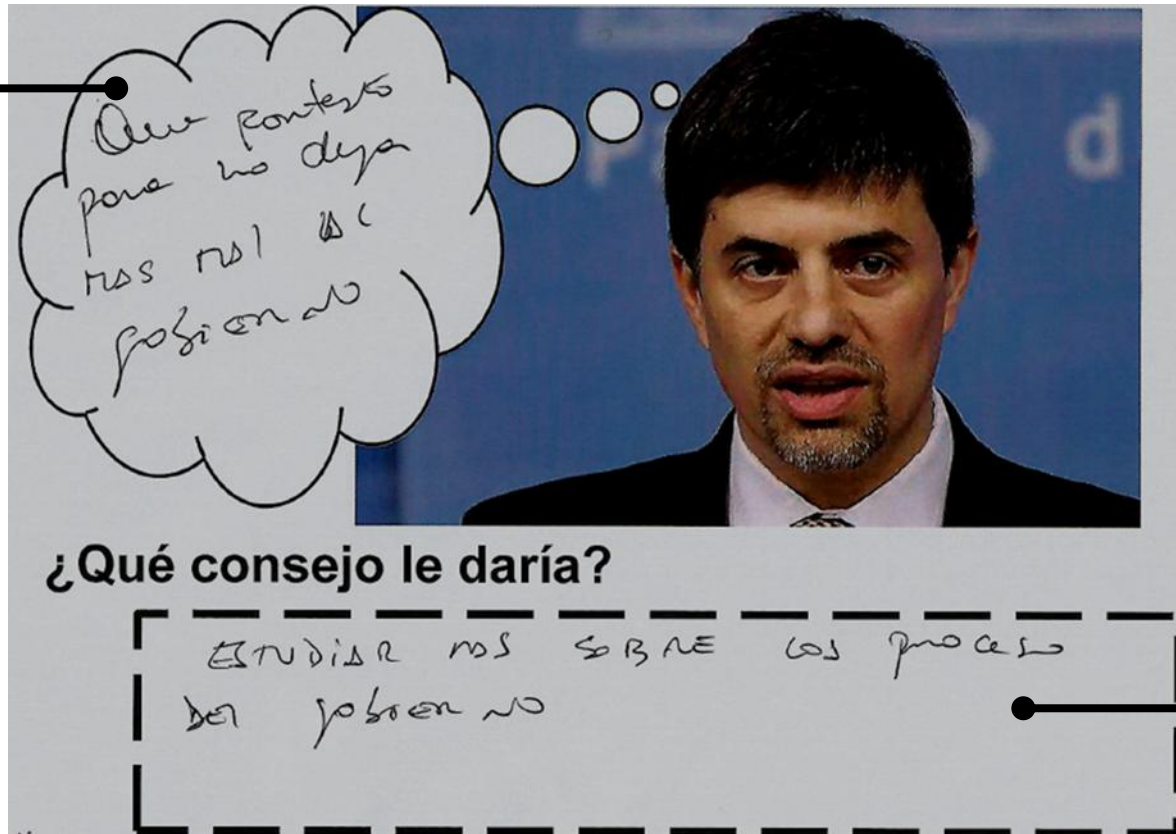 Que contesto
para no deja
mas mal al
gobierno
P d
¿Qué consejo le daría?
ESTUDIAR mas SOBRE los proceso
DEL gobierno